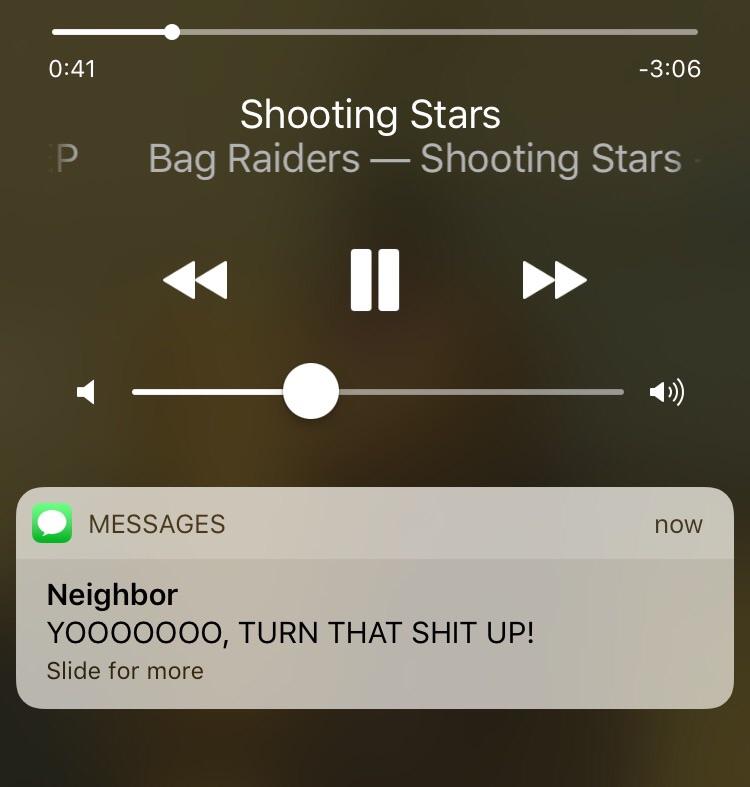 0:41 -3:06
Shooting Stars
EP Bag Raiders — Shooting Stars -
MESSAGES now
Neighbor
YOOOOOOO, TURN THAT SHIT UP!
Slide for more